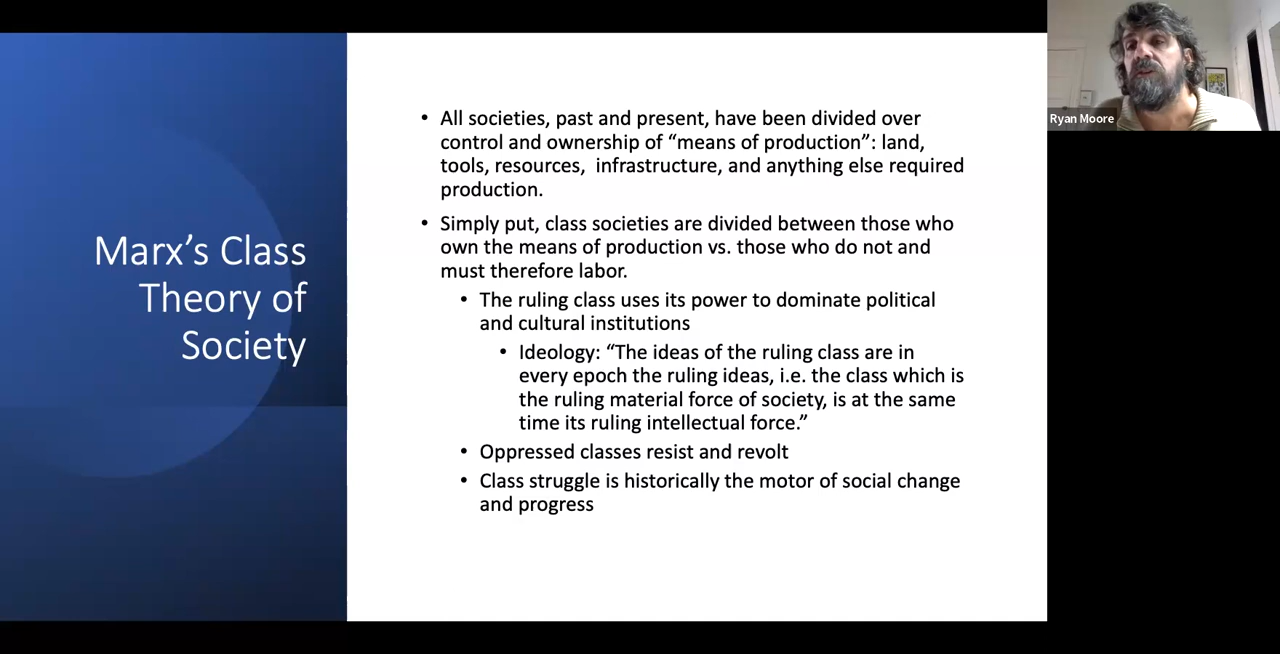 Marx’s Class
Theory of
Society
• All societies, past and present, have been divided over
control and ownership of “means of production”: land,
tools, resources,  infrastructure, and anything else required
production.
• Simply put, class societies are divided between those who
own the means of production vs. those who do not and
must therefore labor.
• The ruling class uses its power to dominate political
and cultural institutions
• Ideology: “The ideas of the ruling class are in
every epoch the ruling ideas, i.e. the class which is
the ruling material force of society, is at the same
time its ruling intellectual force.”
• Oppressed classes resist and revolt
• Class struggle is historically the motor of social change
and progress
Ryan Moore